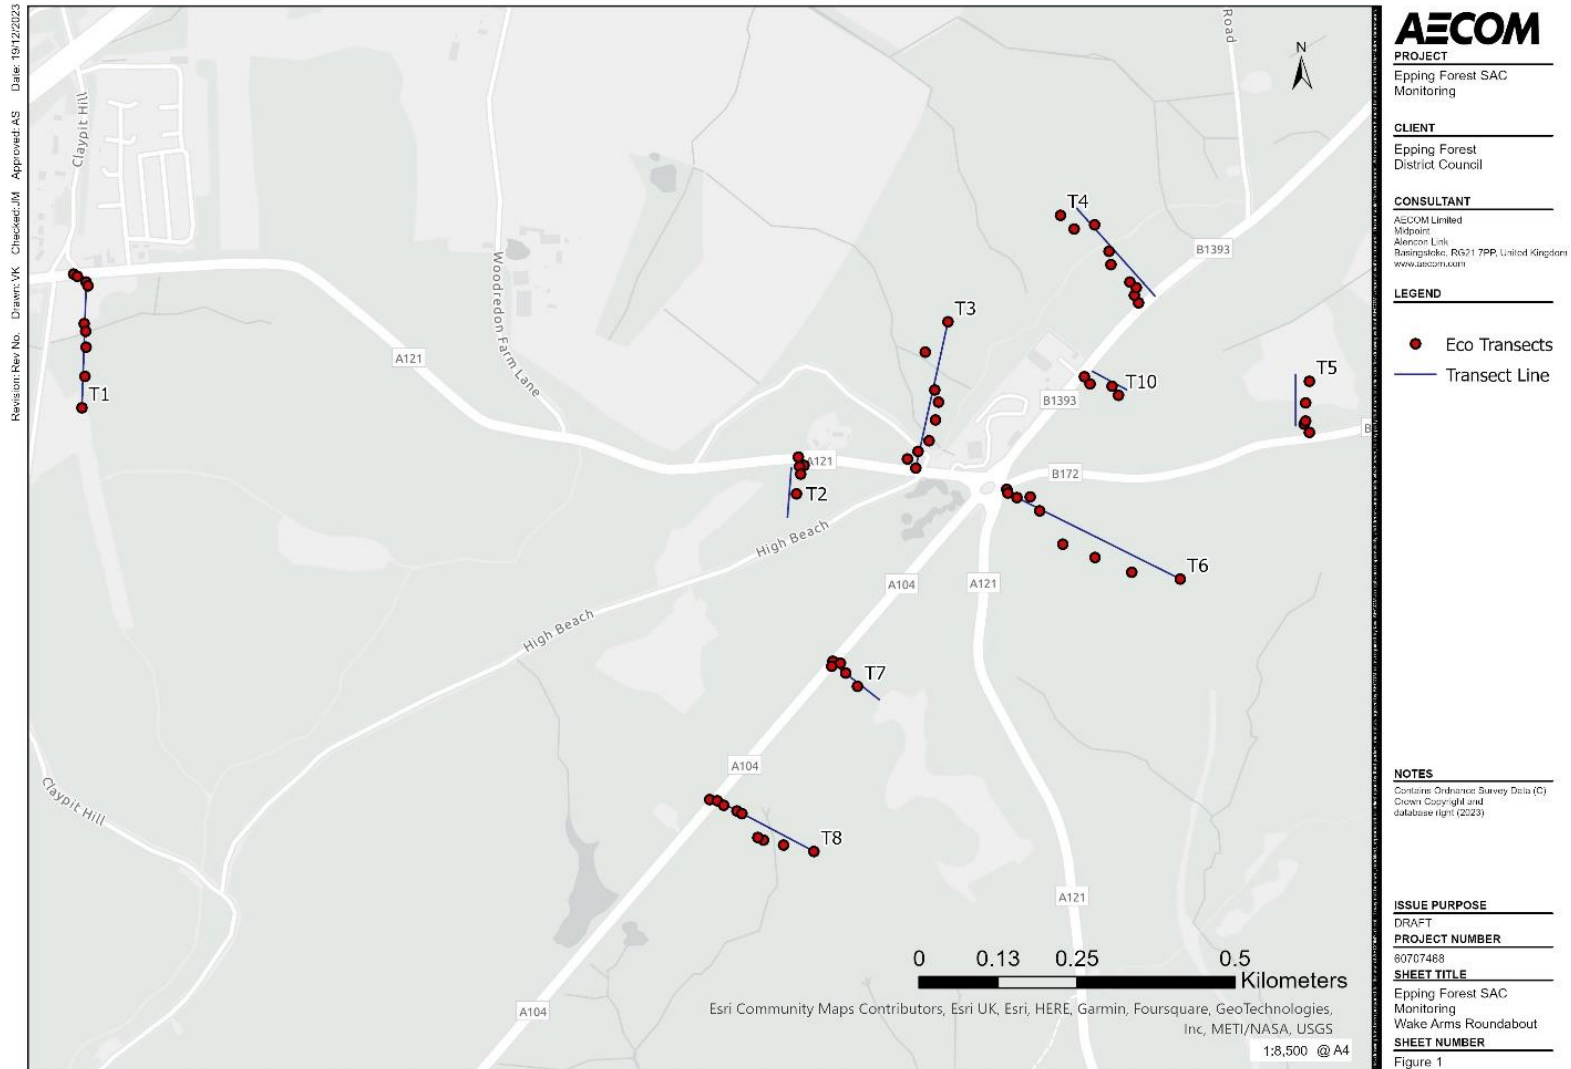 Revision: Rev No. Drawn: VK Checked: JM Approved: AS Date: 19/12/2023
Claypit Hill
Road
N
T4
B1393
Woodredon Farm Lane
T3
A121
T5
T1
T10
B1393
B
A121
B172
T2
High Beach
T6
A104
A121
High Beach
T7
A104
Claypit Hill
T8
A121
0 0.13 0.25 0.5
Kilometers
A104
Esri Community Maps Contributors, Esri UK, Esri, HERE, Garmin, Foursquare, GeoTechnologies,
Inc, METI/NASA, USGS
1:8,500 @ A4
AECOM
PROJECT
Epping Forest SAC
Monitoring
CLIENT
Epping Forest
District Council
CONSULTANT
AECOM Limited
Midpoint
Alencon Link
Basingstoke, RG21 7PP, United Kingdom
www.aecom.com
LEGEND
Eco Transects
Transect Line
NOTES
Contains Ordnance Survey Data (C)
Crown Copyright and
database right (2023)
ISSUE PURPOSE
DRAFT
PROJECT NUMBER
60707468
SHEET TITLE
Epping Forest SAC
Monitoring
Wake Arms Roundabout
SHEET NUMBER
Figure 1